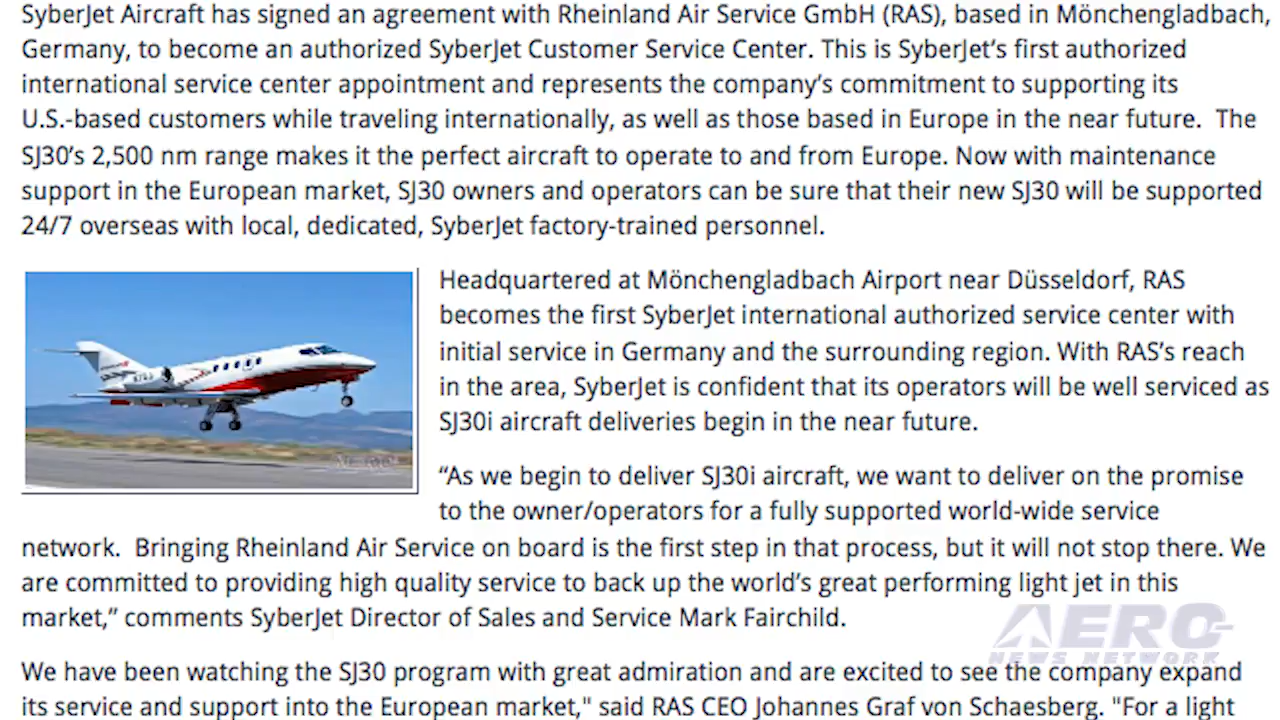 SyberJet Aircraft has signed an agreement with Rheinland Air Service GmbH (RAS), based in Mönchengladbach,
Germany, to become an authorized SyberJet Customer Service Center. This is SyberJet’s first authorized
international service center appointment and represents the company’s commitment to supporting its
U.S.-based customers while traveling internationally, as well as those based in Europe in the near future.  The
SJ30’s 2,500 nm range makes it the perfect aircraft to operate to and from Europe. Now with maintenance
support in the European market, SJ30 owners and operators can be sure that their new SJ30 will be supported
24/7 overseas with local, dedicated, SyberJet factory-trained personnel.
Headquartered at Mönchengladbach Airport near Düsseldorf, RAS
becomes the first SyberJet international authorized service center with
initial service in Germany and the surrounding region. With RAS’s reach
in the area, SyberJet is confident that its operators will be well serviced as
SJ30i aircraft deliveries begin in the near future.
“As we begin to deliver SJ30i aircraft, we want to deliver on the promise
to the owner/operators for a fully supported world-wide service
network.  Bringing Rheinland Air Service on board is the first step in that process, but it will not stop there. We
are committed to providing high quality service to back up the world’s great performing light jet in this
market,” comments SyberJet Director of Sales and Service Mark Fairchild.
AERO
NEWS NETWORK
We have been watching the SJ30 program with great admiration and are excited to see the company expand
its service and support into the European market," said RAS CEO Johannes Graf von Schaesberg. "For a light